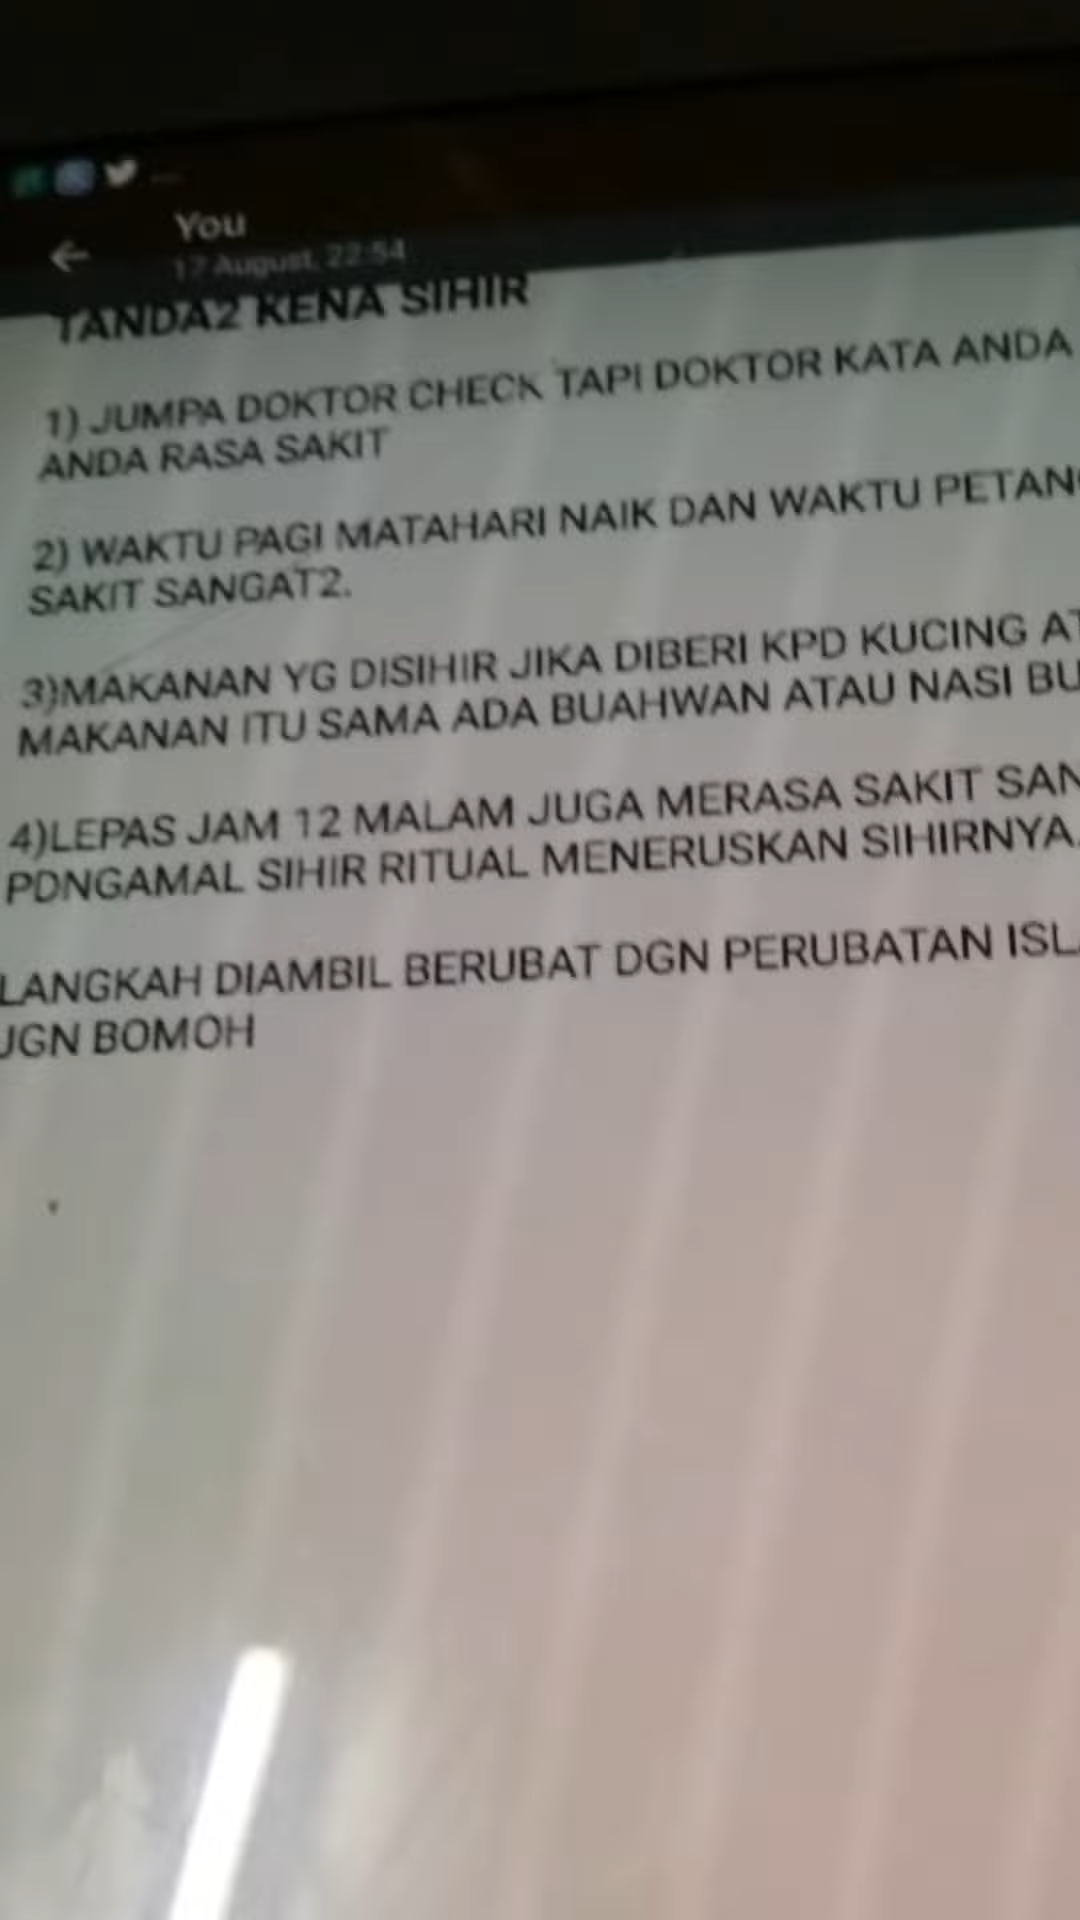 You
17 August, 22:54
TANDA2 KENA SIHIR
1) JUMPA DOKTOR CHECK TAPI DOKTOR KATA ANDA
ANDA RASA SAKIT
2) WAKTU PAGI MATAHARI NAIK DAN WAKTU
SAKIT SANGAT2.
3)MAKANAN YG DISIHIR JIKA DIBERI KPD KUCING
MAKANAN ITU SAMA ADA BUAHWAN ATAU NASI
4)LEPAS JAM 12 MALAM JUGA MERASA SAKIT
PDNGAMAL SIHIR RITUAL MENERUSKAN SIHIRNYA.
LANGKAH DIAMBIL BERUBAT DGN PERUBATAN
JGN BOMOH